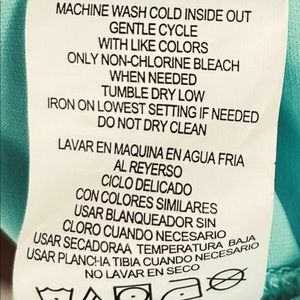 MACHINE WASH COLD INSIDE OUT
GENTLE CYCLE
WITH LIKE COLORS
ONLY NON-CHLORINE BLEACH
WHEN NEEDED
TUMBLE DRY LOW
IRON ON LOWEST SETTING IF NEEDED
DO NOT DRY CLEAN
LAVAR EN MAQUINA EN AGUA FRIA
AL REYERSO
CICLO DELICADO
CON COLORES SIMILARES
USAR BLANQUEADOR SIN
CLORO CUANDO NECESARIO
USAR SECADORAA TEMPERATURA BAJA
USAR PLANCHA TIBIA CUANDO NECESARIO
NO LAVAR EN SECO